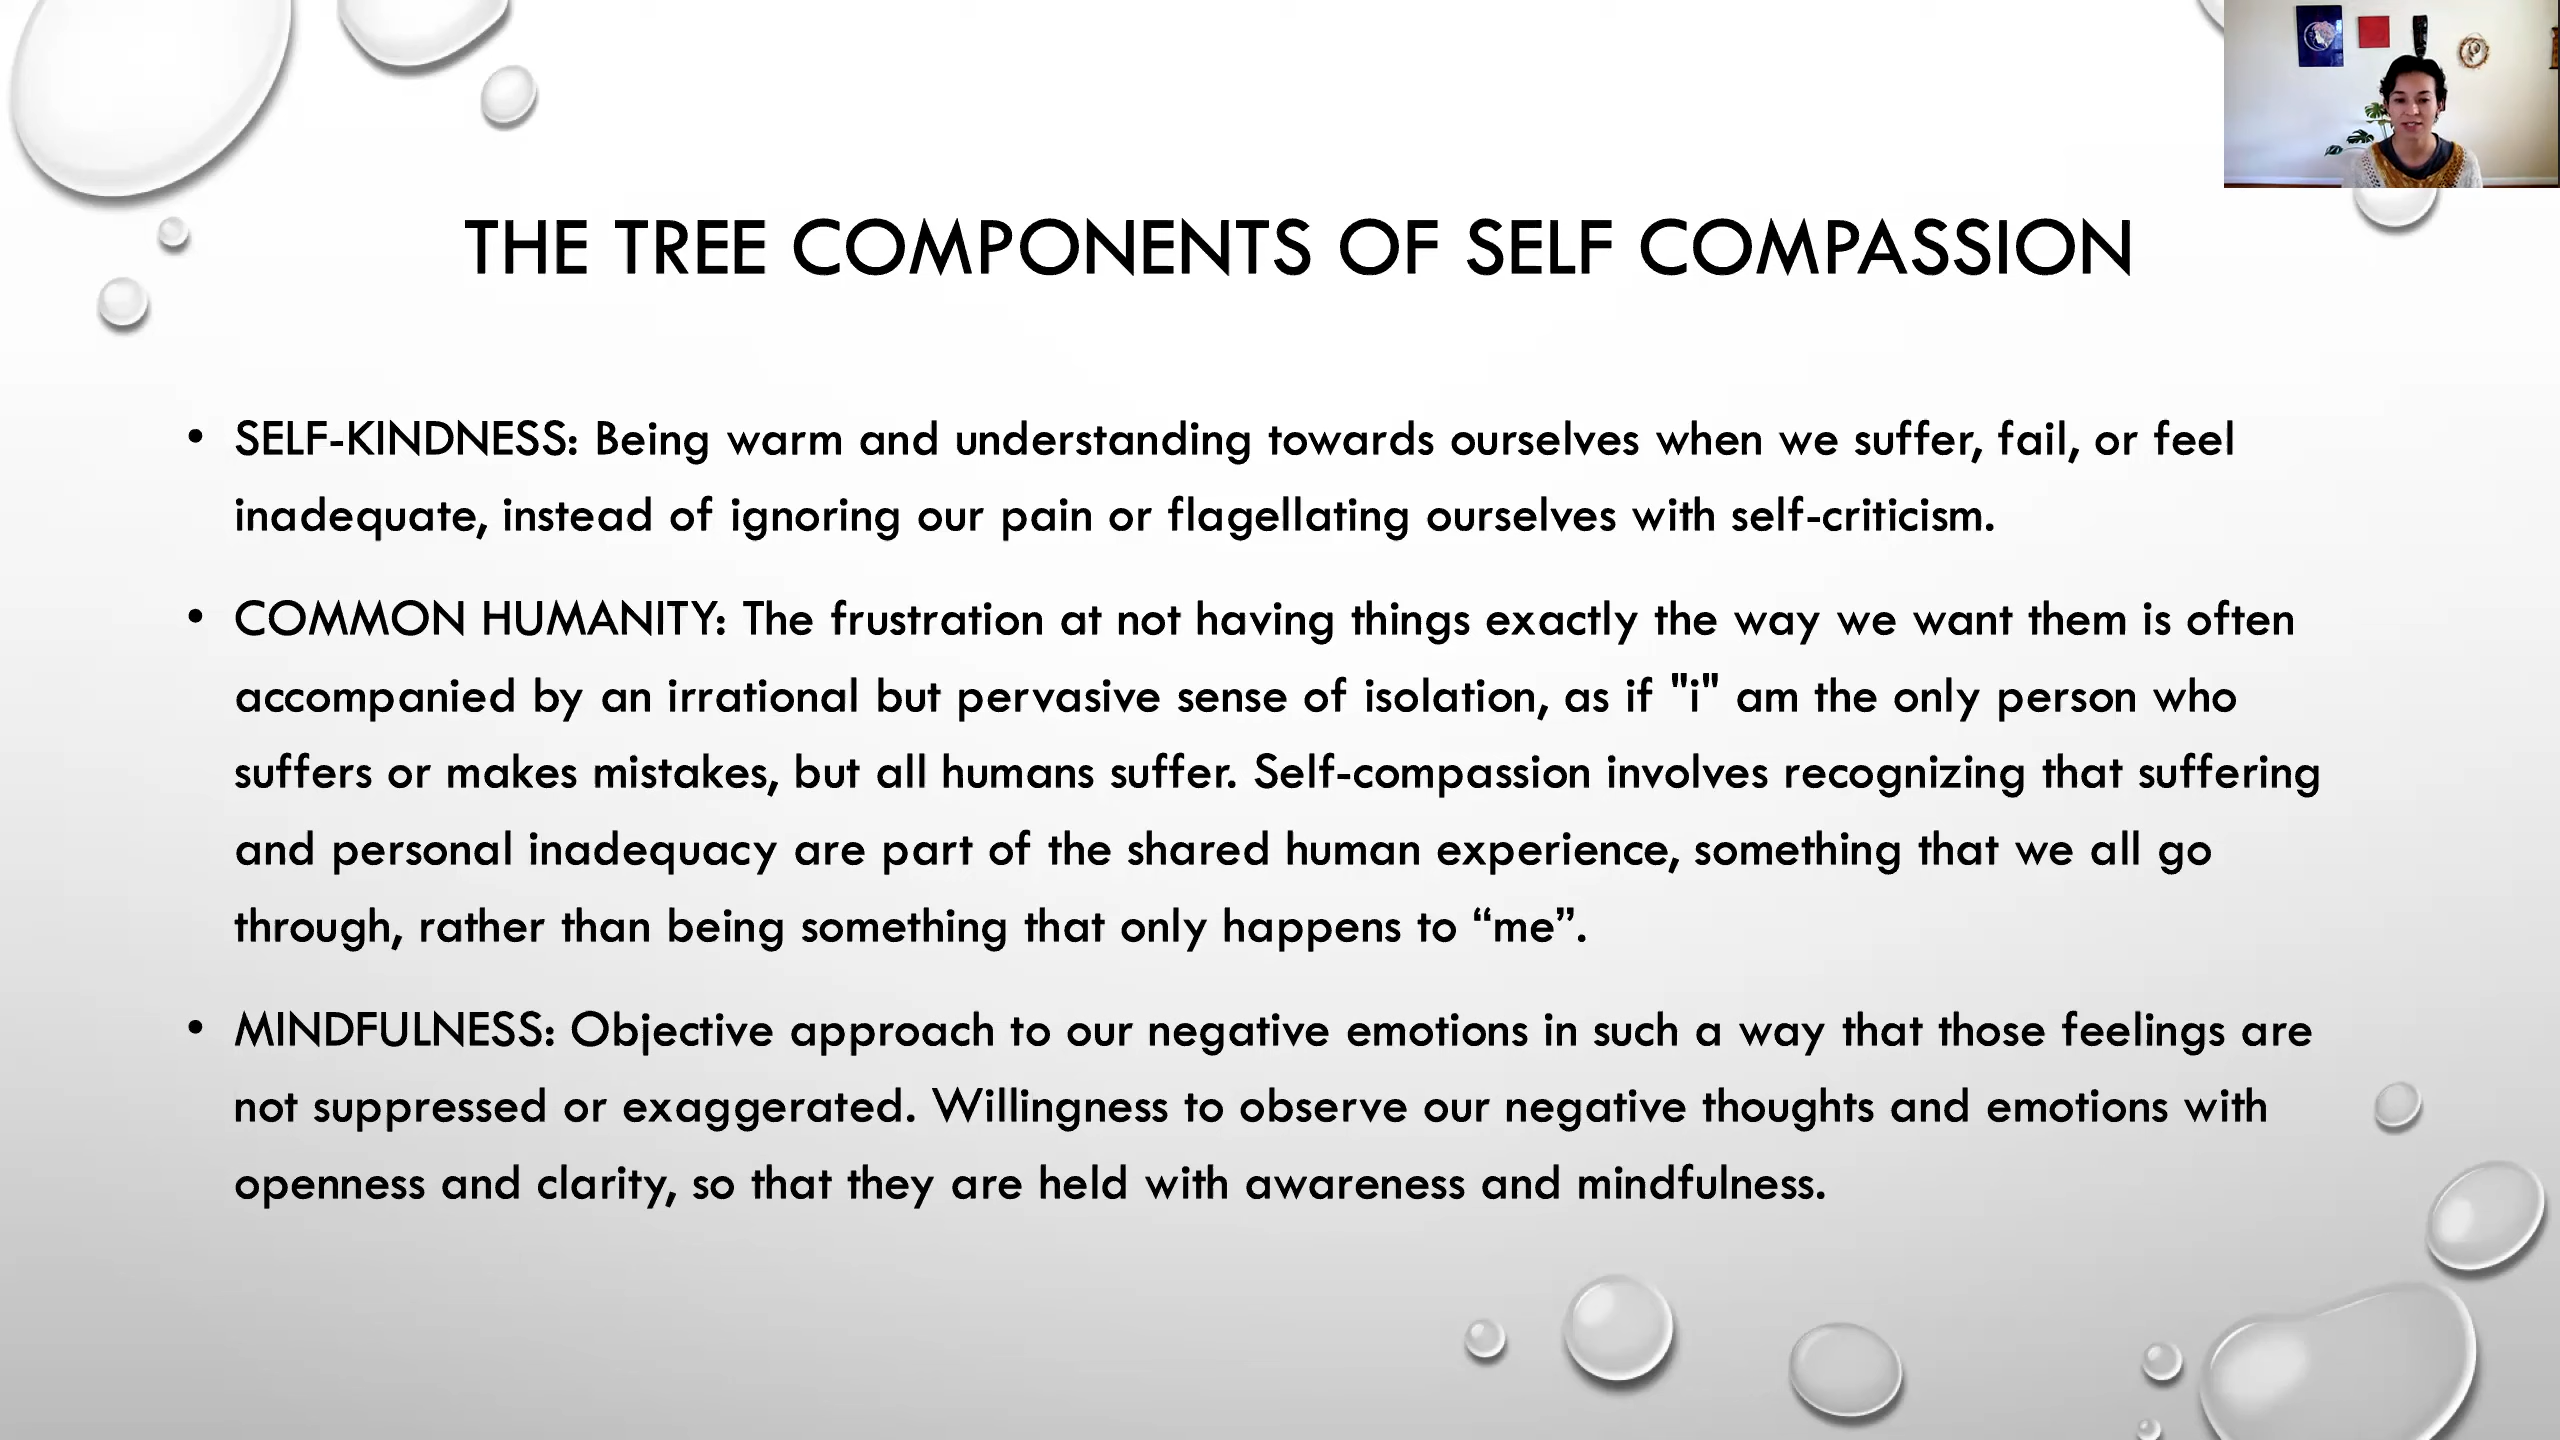 THE TREE COMPONENTS OF SELF COMPASSION
• SELF-KINDNESS: Being warm and understanding towards ourselves when we suffer, fail, or feel
inadequate, instead of ignoring our pain or flagellating ourselves with self-criticism.
• COMMON HUMANITY: The frustration at not having things exactly the way we want them is often
accompanied by an irrational but pervasive sense of isolation, as if "i" am the only person who
suffers or makes mistakes, but all humans suffer. Self-compassion involves recognizing that suffering
and personal inadequacy are part of the shared human experience, something that we all go
through, rather than being something that only happens to “me”.
• MINDFULNESS: Objective approach to our negative emotions in such a way that those feelings are
not suppressed or exaggerated. Willingness to observe our negative thoughts and emotions with
openness and clarity, so that they are held with awareness and mindfulness.